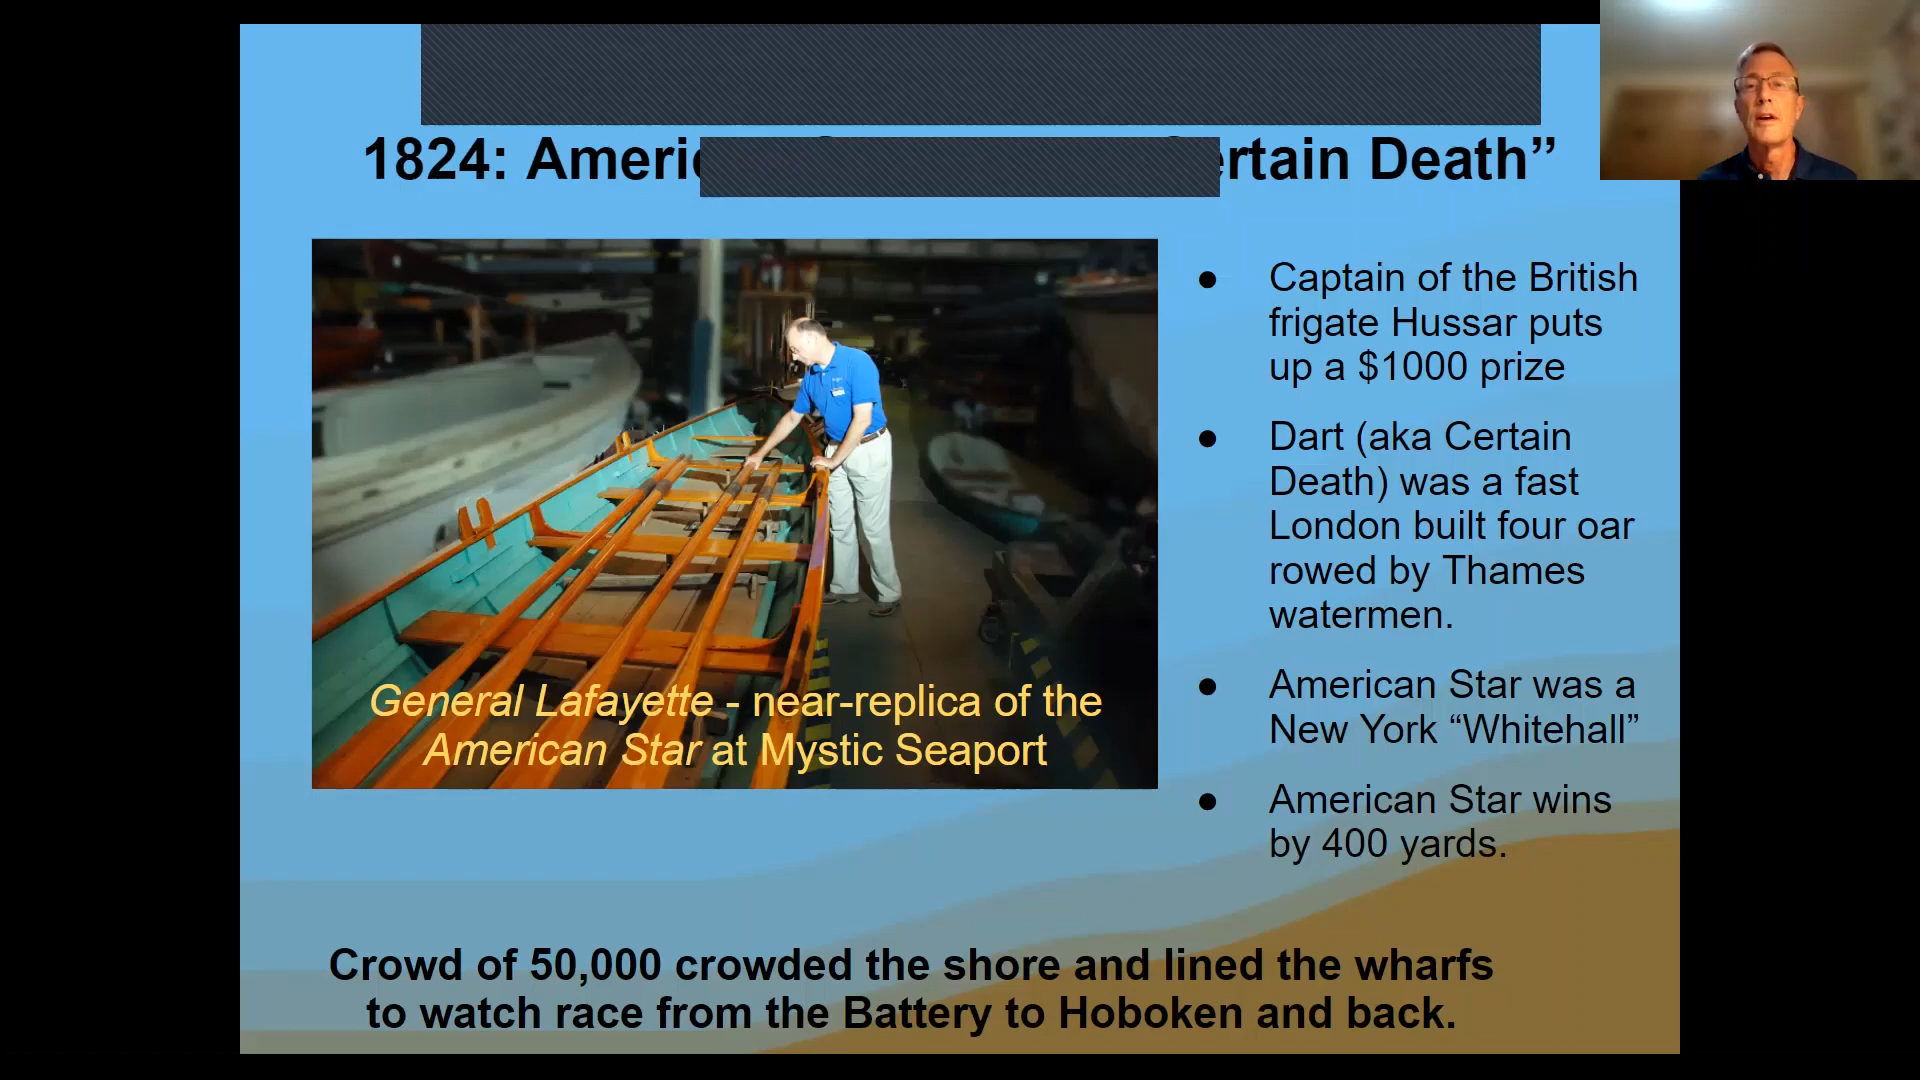 1824: Americ ertain Death”
Captain of the British
frigate Hussar puts
up a $1000 prize
Dart (aka Certain
Death) was a fast
London built four oar
rowed by Thames
watermen.
American Star was a
New York “Whitehall”
American Star wins
by 400 yards.
General Lafayette - near-replica of the
American Star at Mystic Seaport
Crowd of 50,000 crowded the shore and lined the wharfs
to watch race from the Battery to Hoboken and back.